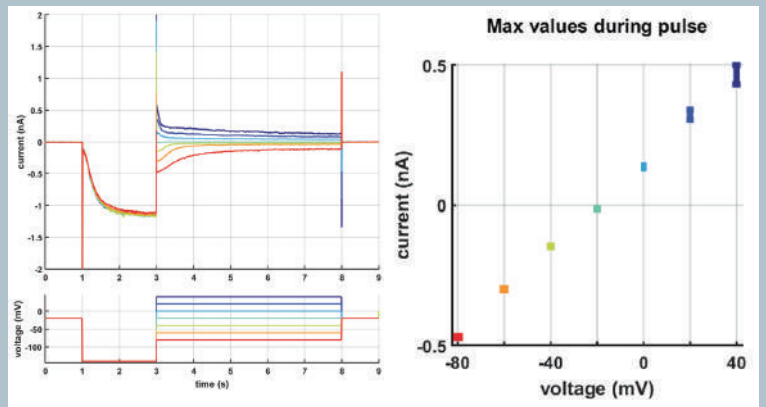 2
1.5
1
0.5
0
-0.5
-1
-1.5
-2
current (nA)
0 1 2 3 4 5 6 7 8 9
0
-50
-100
voltage (mV)
0 1 2 3 4 5 6 7 8 9
time (s)
Max values during pulse
0.5
0
-0.5
current (nA)
-80 -40 0 40
voltage (mV)